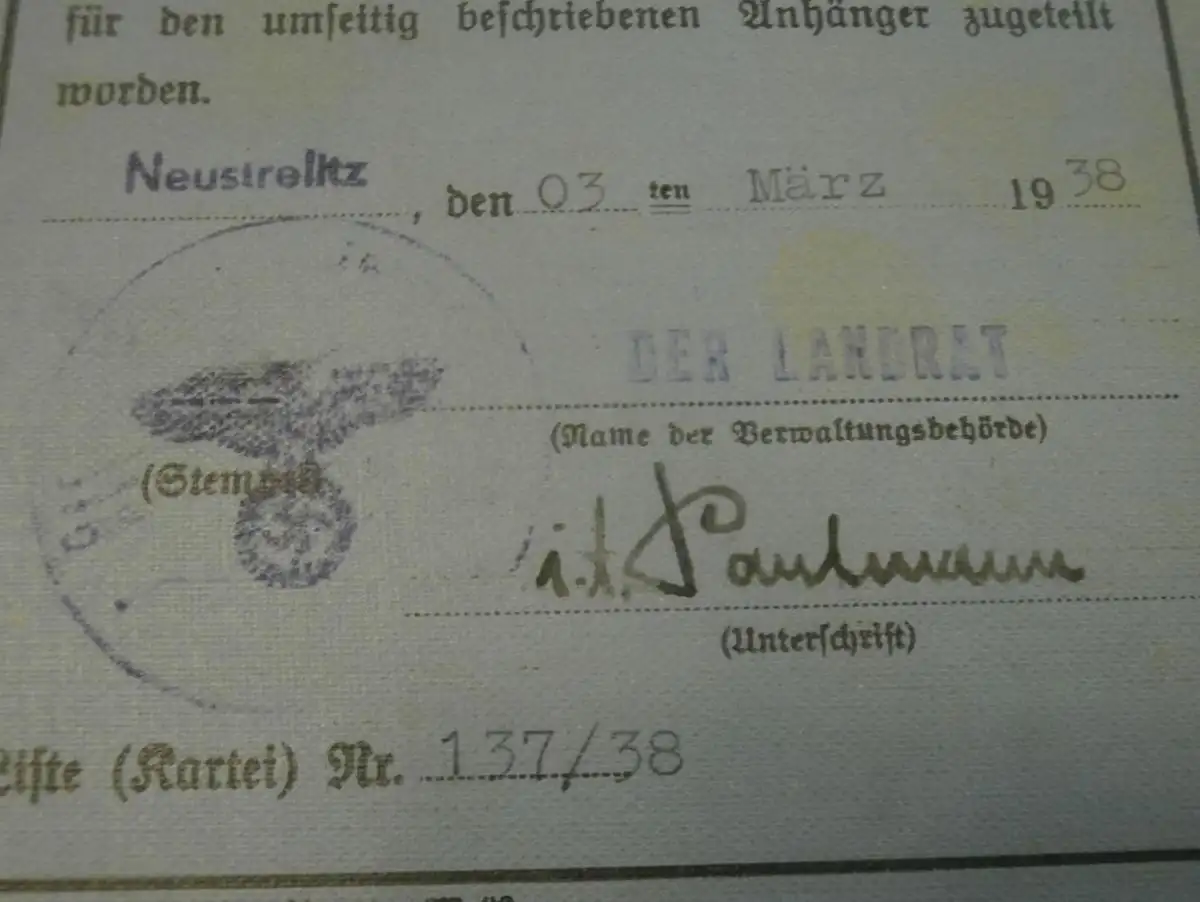 für den umseitig beschriebenen Anhänger zugeteilt
worden.
Neustrelitz, den 03 ten März 1938
DER LANDRAT
(Name der Verwaltungsbehörde)
(Stempel)
i.A. Paulmann
(Unterschrift)
Liste (Kartei) Nr. 137/38